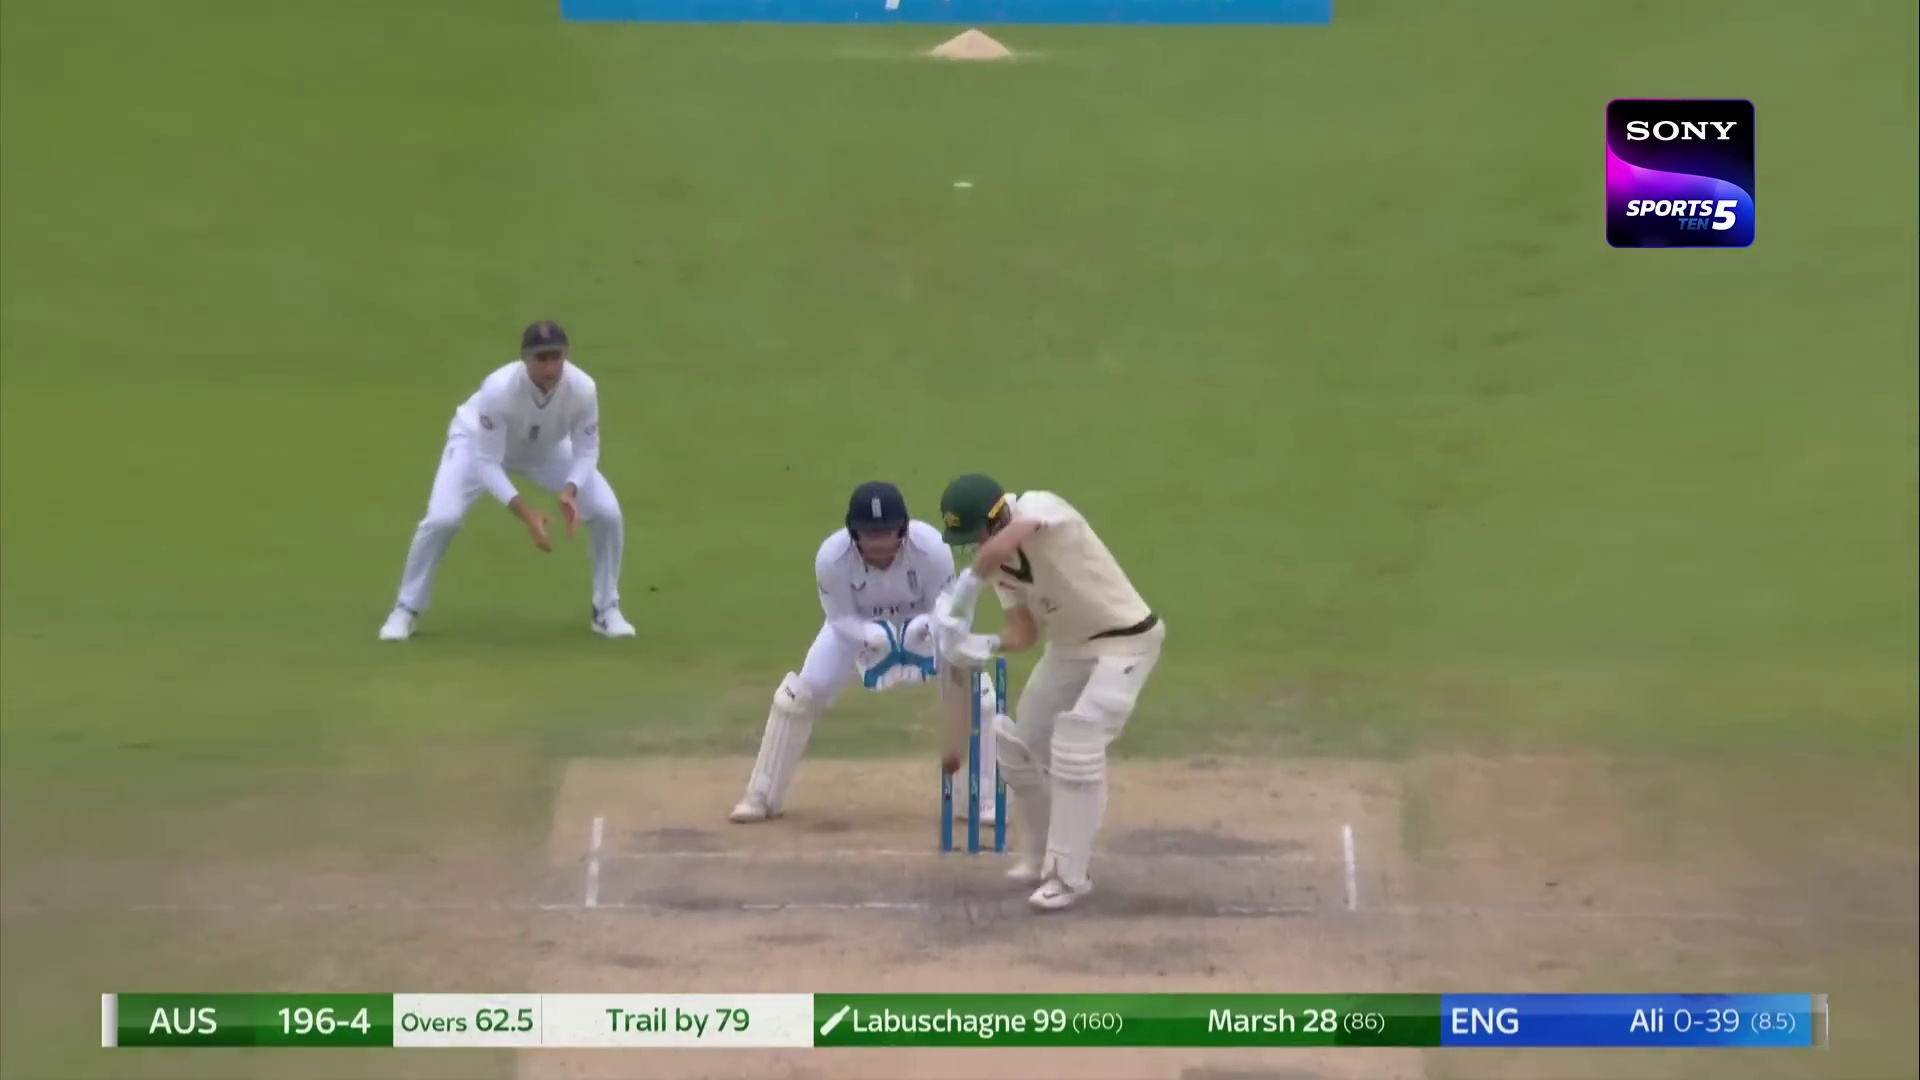 SONY
SPORTS
TEN 5
AUS 196-4 Overs 62.5 Trail by 79 Labuschagne 99 (160) Marsh 28 (86) ENG Ali 0-39 (8.5)